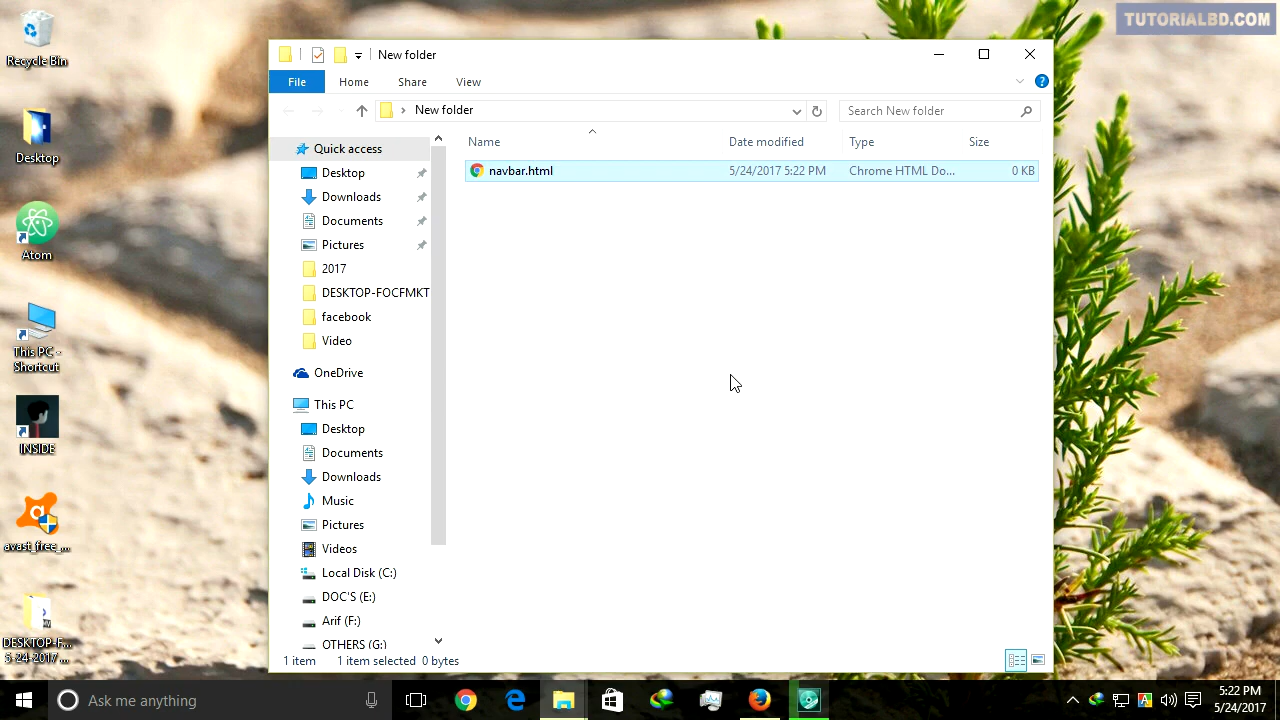 TUTORIALBD.COM
Recycle Bin
Desktop
Atom
This PC -
Shortcut
INSIDE
avast_free_...
DESKTOP-F...
5-24-2017...
New folder
File Home Share View
New folder
Search New folder
Name Date modified Type Size
navbar.html 5/24/2017 5:22 PM Chrome HTML Do... 0 KB
Quick access
Desktop
Downloads
Documents
Pictures
2017
DESKTOP-FOCFMKT
facebook
Video
OneDrive
This PC
Desktop
Documents
Downloads
Music
Pictures
Videos
Local Disk (C:)
DOC'S (E:)
Arif (F:)
OTHERS (G:)
1 item 1 item selected 0 bytes
Ask me anything
5:22 PM
5/24/2017